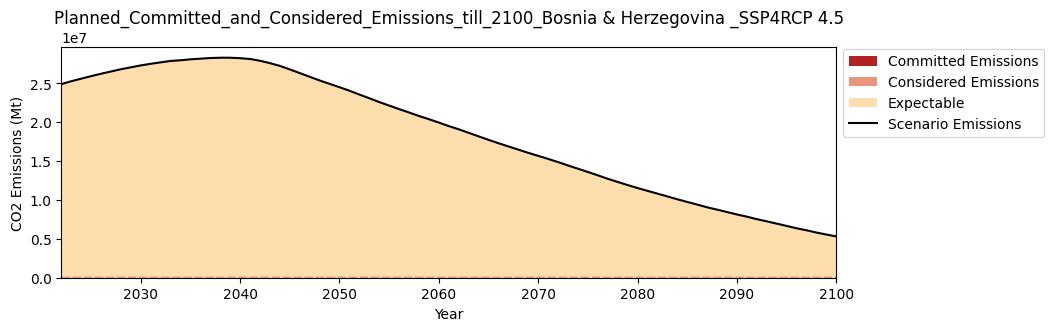 Planned_Committed_and_Considered_Emissions_till_2100_Bosnia & Herzegovina _SSP4RCP 4.5
1e7
Committed Emissions
Considered Emissions
Expectable
Scenario Emissions
CO2 Emissions (Mt)
2.5
2.0
1.5
1.0
0.5
0.0
2030
2040
2050
2060
2070
2080
2090
2100
Year